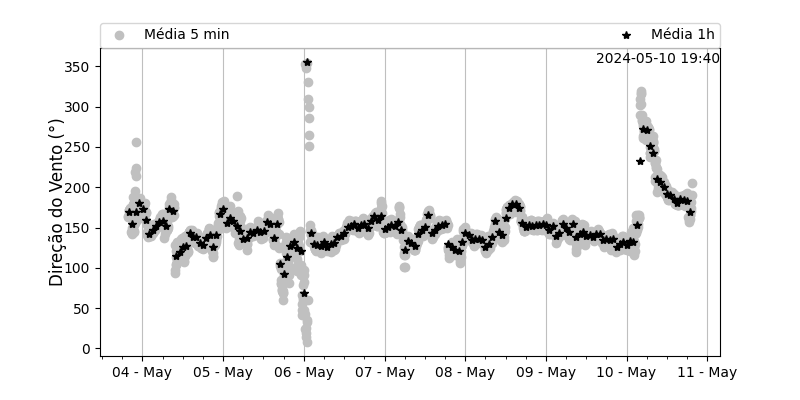 Média 5 min
Média 1h
2024-05-10 19:40
Direção do Vento (°)
350
300
250
200
150
100
50
0
04 - May
05 - May
06 - May
07 - May
08 - May
09 - May
10 - May
11 - May